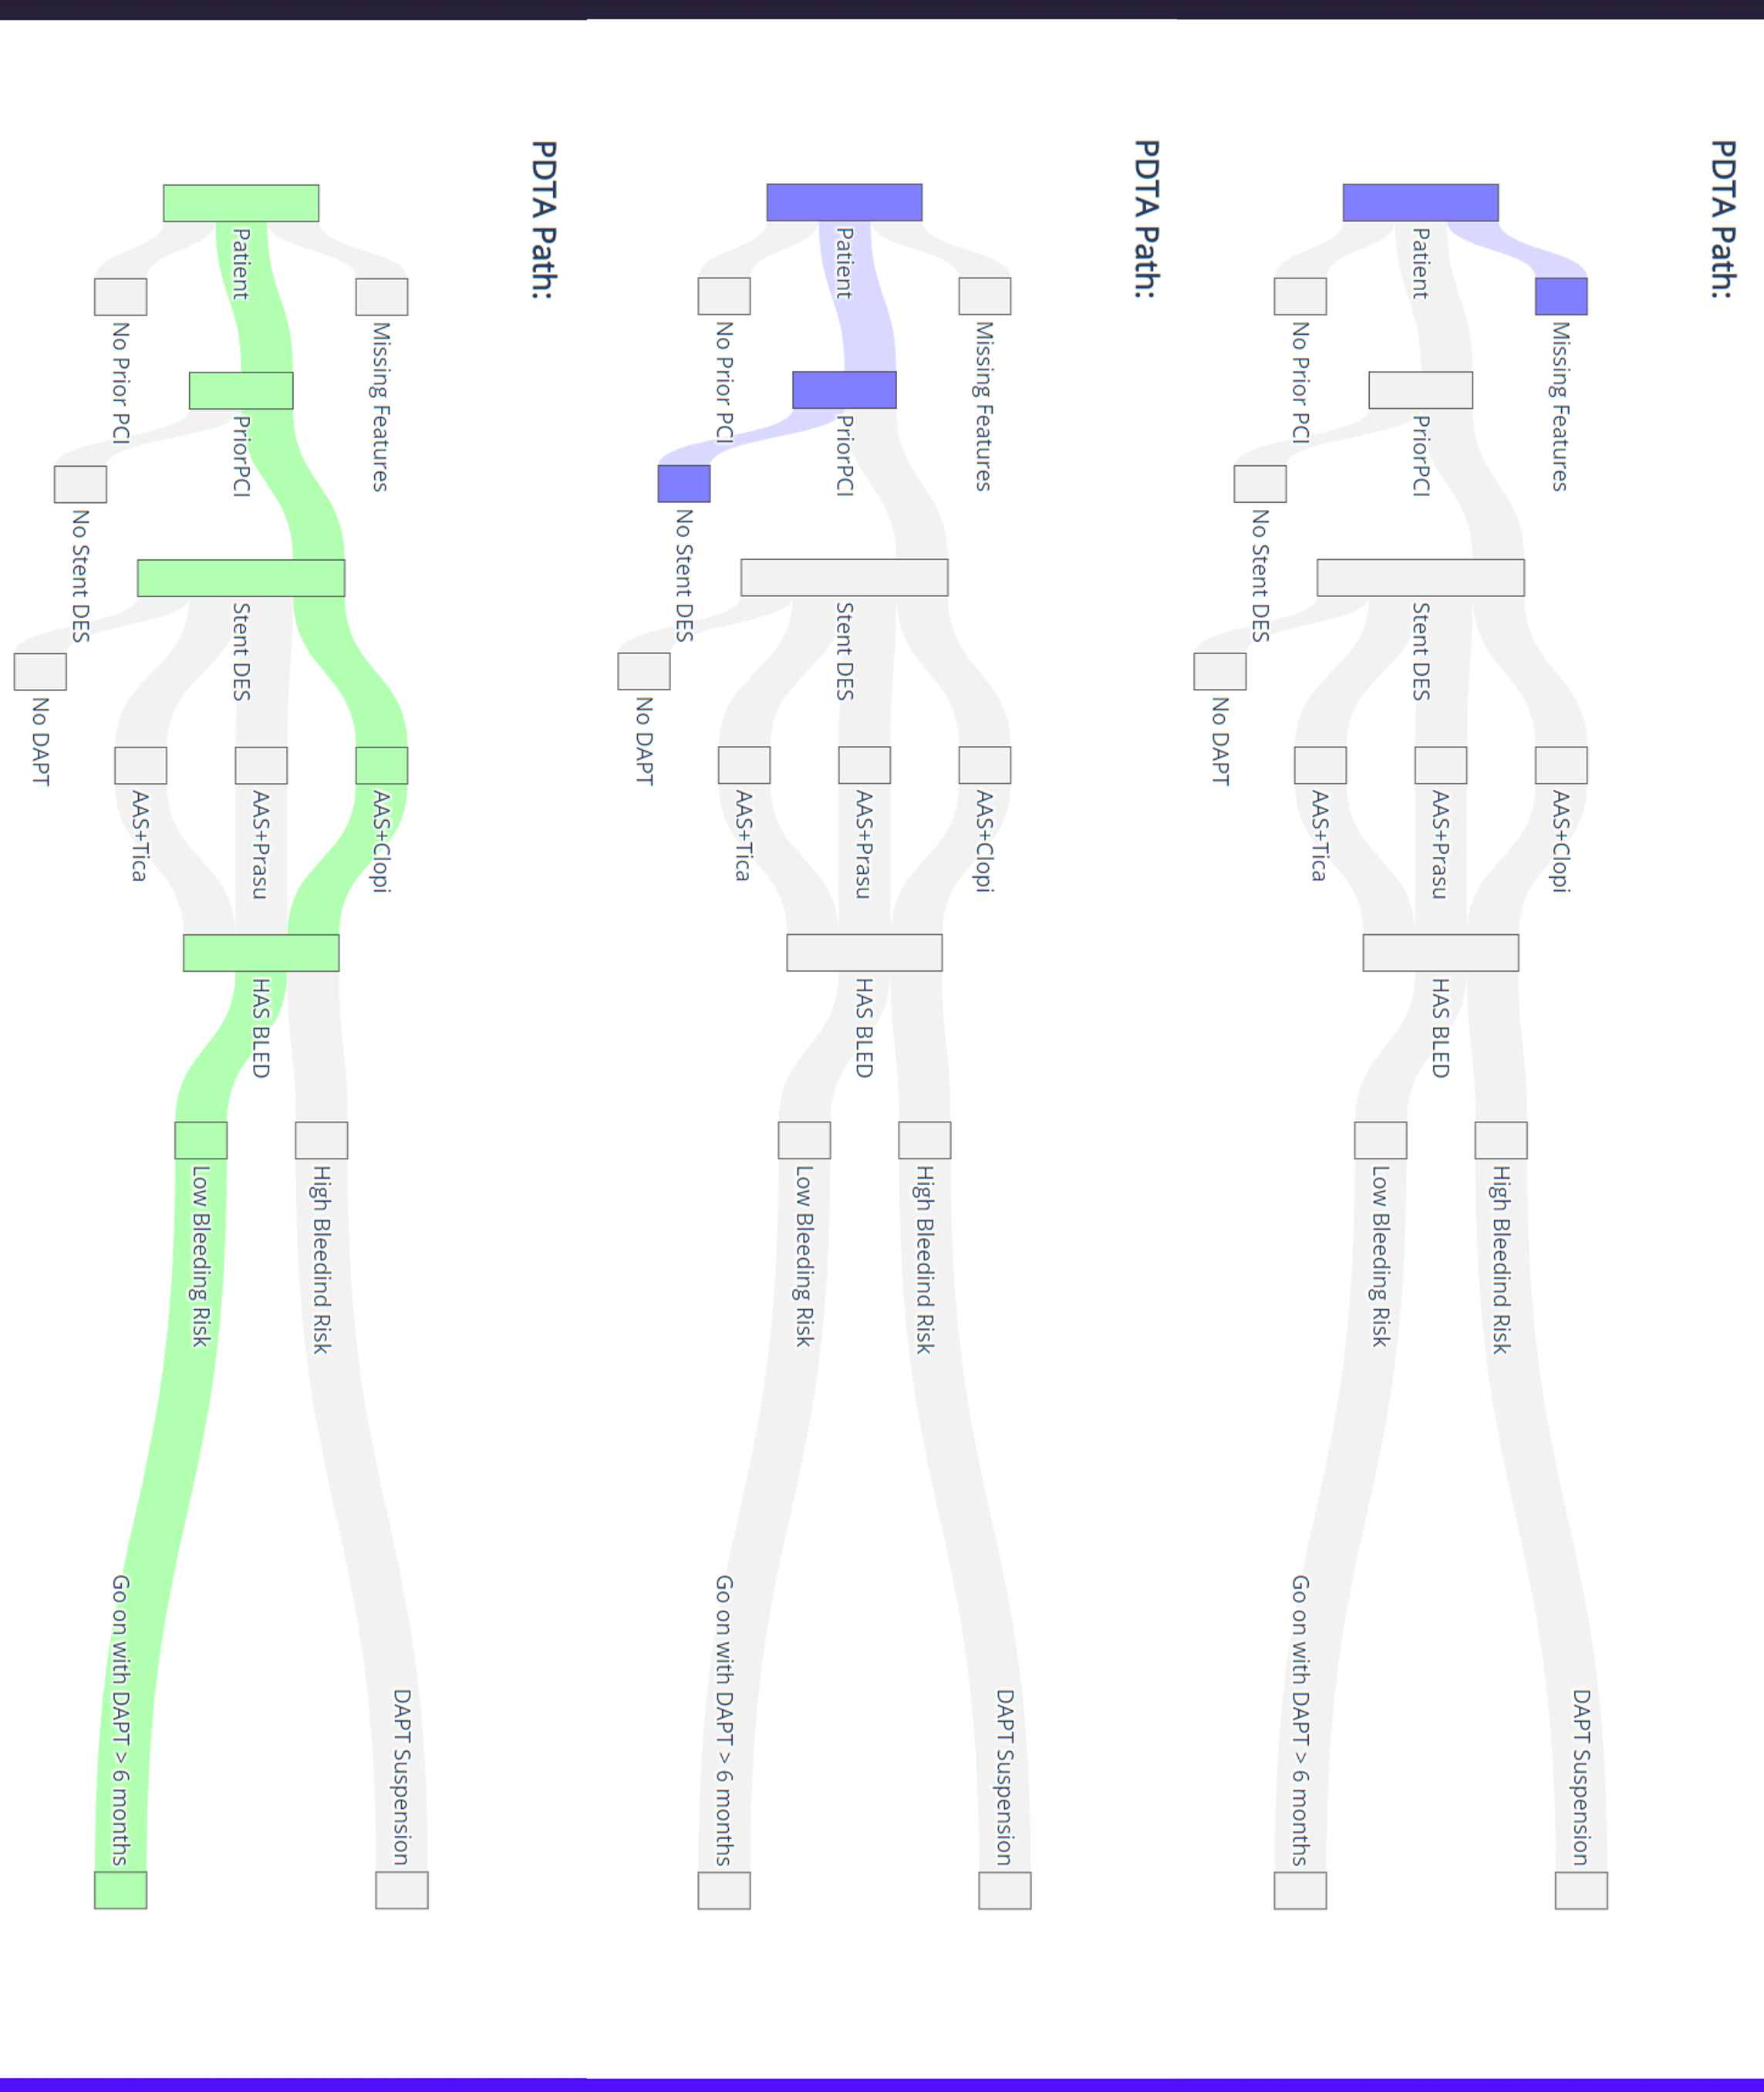 PDTA Path:
Missing Features
Patient
No Prior PCI
PriorPCI
No Stent DES
Stent DES
No DAPT
AAS+Clopi
AAS+Prasu
AAS+Tica
HAS BLED
High Bleedind Risk
Low Bleeding Risk
DAPT Suspension
Go on with DAPT > 6 months
PDTA Path:
Missing Features
Patient
No Prior PCI
PriorPCI
No Stent DES
Stent DES
No DAPT
AAS+Clopi
AAS+Prasu
AAS+Tica
HAS BLED
High Bleedind Risk
Low Bleeding Risk
DAPT Suspension
Go on with DAPT > 6 months
PDTA Path:
Missing Features
Patient
No Prior PCI
PriorPCI
No Stent DES
Stent DES
No DAPT
AAS+Clopi
AAS+Prasu
AAS+Tica
HAS BLED
High Bleedind Risk
Low Bleeding Risk
DAPT Suspension
Go on with DAPT > 6 months